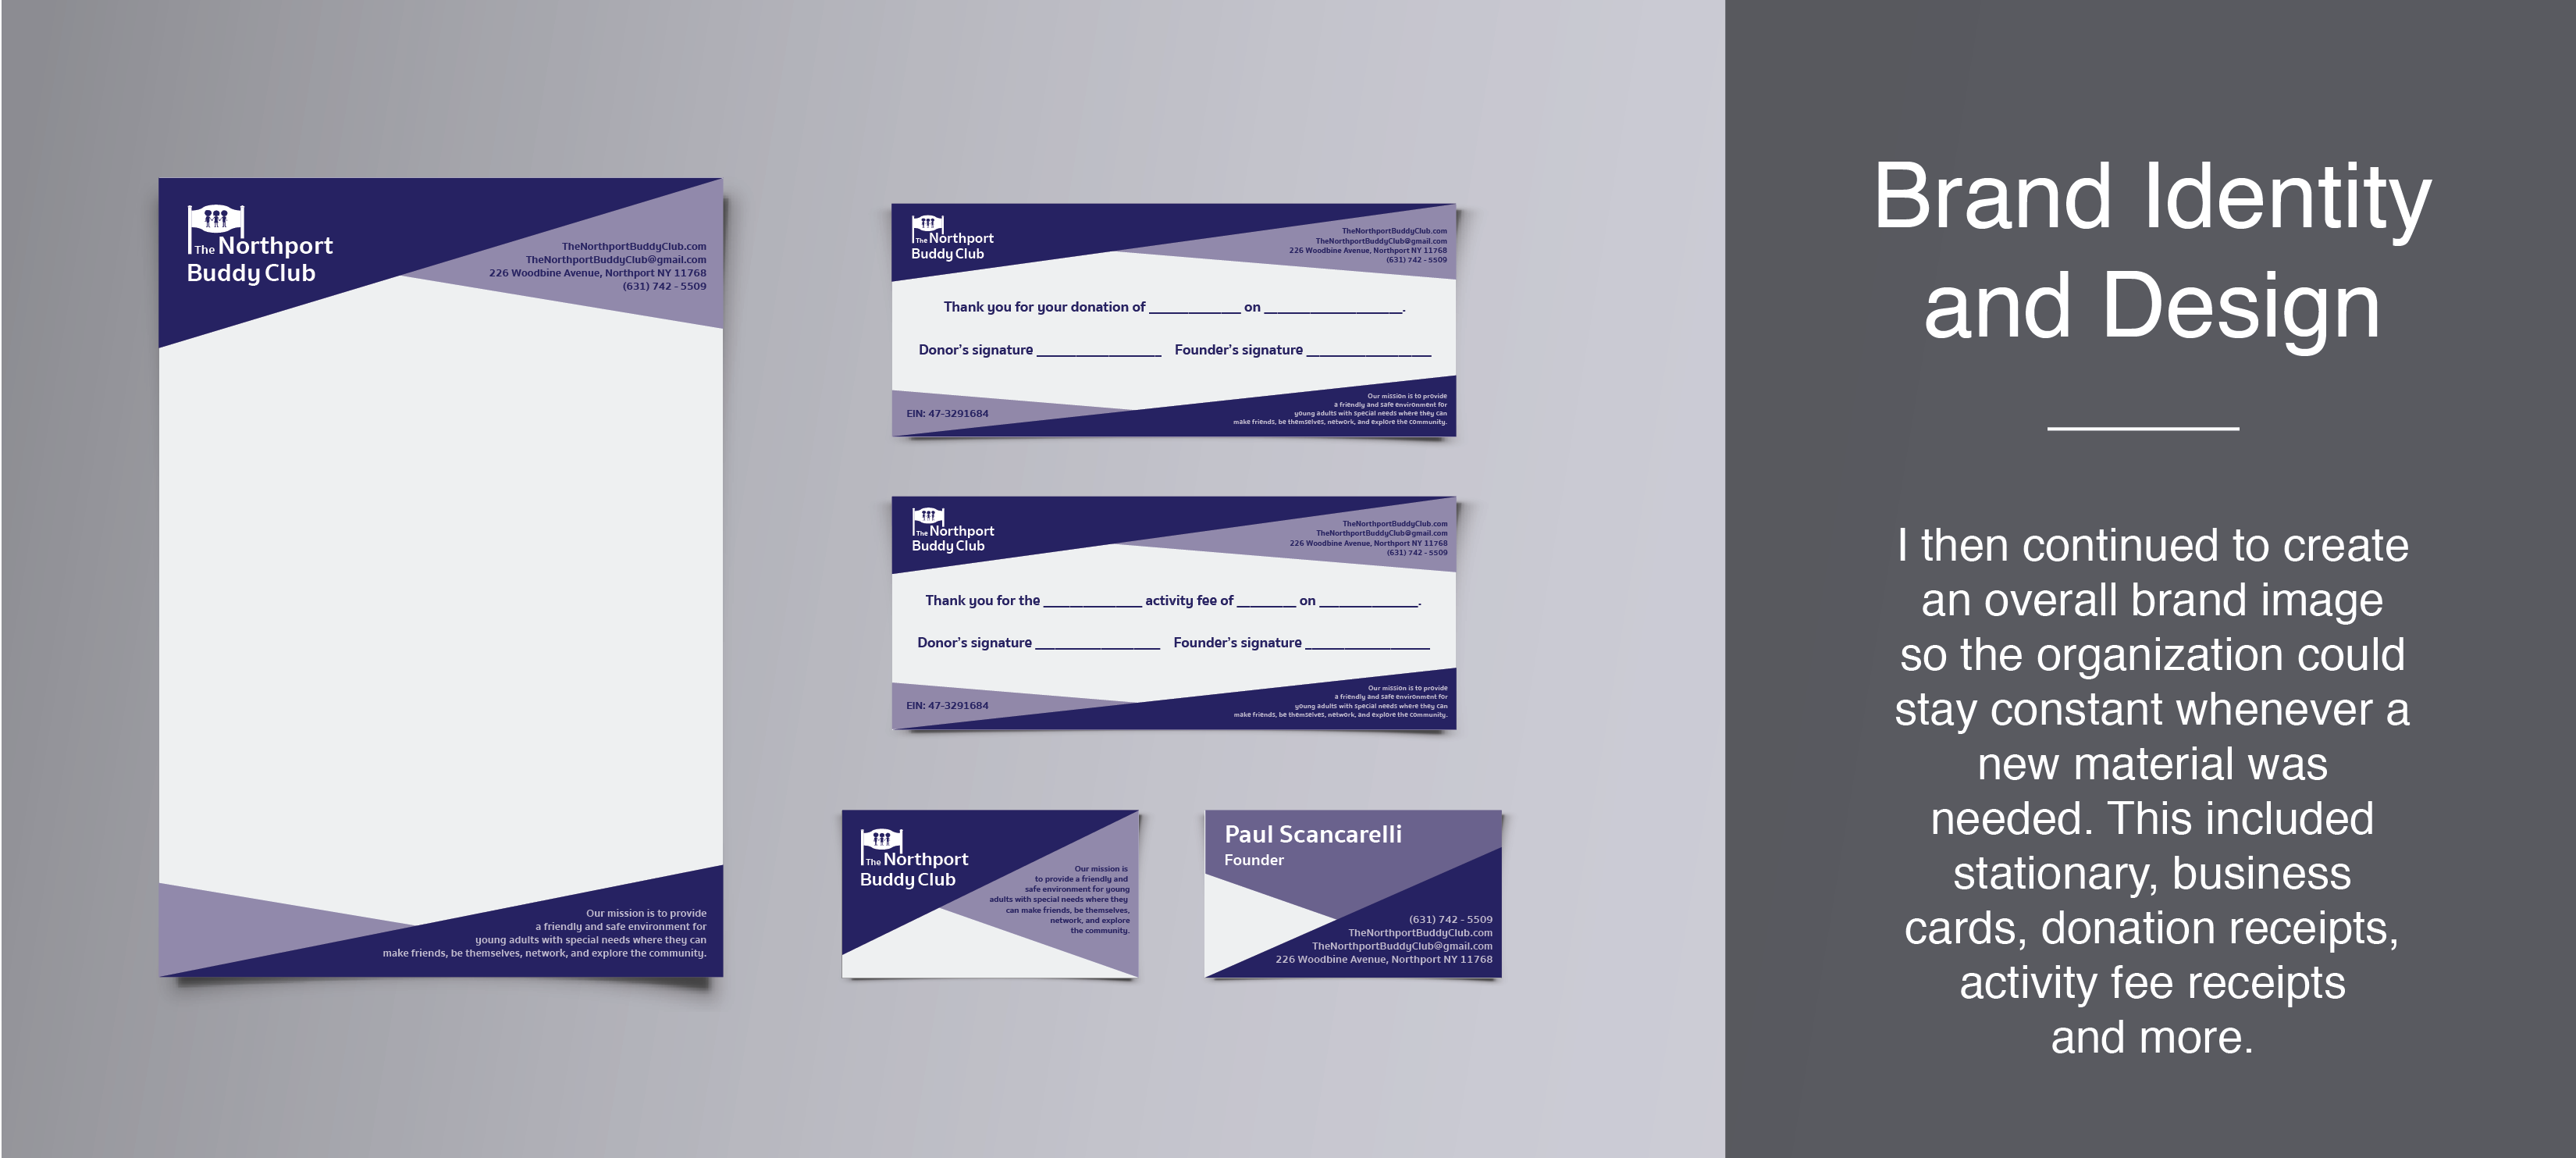 The Northport
Buddy Club
TheNorthportBuddyClub.com
TheNorthportBuddyClub@gmail.com
226 Woodbine Avenue, Northport NY 11768
(631) 742 - 5509
Our mission is to provide
a friendly and safe environment for
young adults with special needs where they can
make friends, be themselves, network, and explore the community.
The Northport
Buddy Club
TheNorthportBuddyClub.com
TheNorthportBuddyClub@gmail.com
226 Woodbine Avenue, Northport NY 11768
(631) 742 - 5509
Thank you for your donation of ____________ on __________________.
Donor's signature ________________ Founder's signature ________________
EIN: 47-3291684
Our mission is to provide
a friendly and safe environment for
young adults with special needs where they can
make friends, be themselves, network, and explore the community.
The Northport
Buddy Club
TheNorthportBuddyClub.com
TheNorthportBuddyClub@gmail.com
226 Woodbine Avenue, Northport NY 11768
(631) 742 - 5509
Thank you for the _____________ activity fee of ________ on _____________.
Donor's signature ________________ Founder's signature ________________
EIN: 47-3291684
Our mission is to provide
a friendly and safe environment for
young adults with special needs where they can
make friends, be themselves, network, and explore the community.
The Northport
Buddy Club
Our mission is
to provide a friendly and
safe environment for young
adults with special needs where they
can make friends, be themselves,
network, and explore
the community.
Paul Scancarelli
Founder
(631) 742 - 5509
TheNorthportBuddyClub.com
TheNorthportBuddyClub@gmail.com
226 Woodbine Avenue, Northport NY 11768
Brand Identity
and Design
I then continued to create
an overall brand image
so the organization could
stay constant whenever a
new material was
needed. This included
stationary, business
cards, donation receipts,
activity fee receipts
and more.